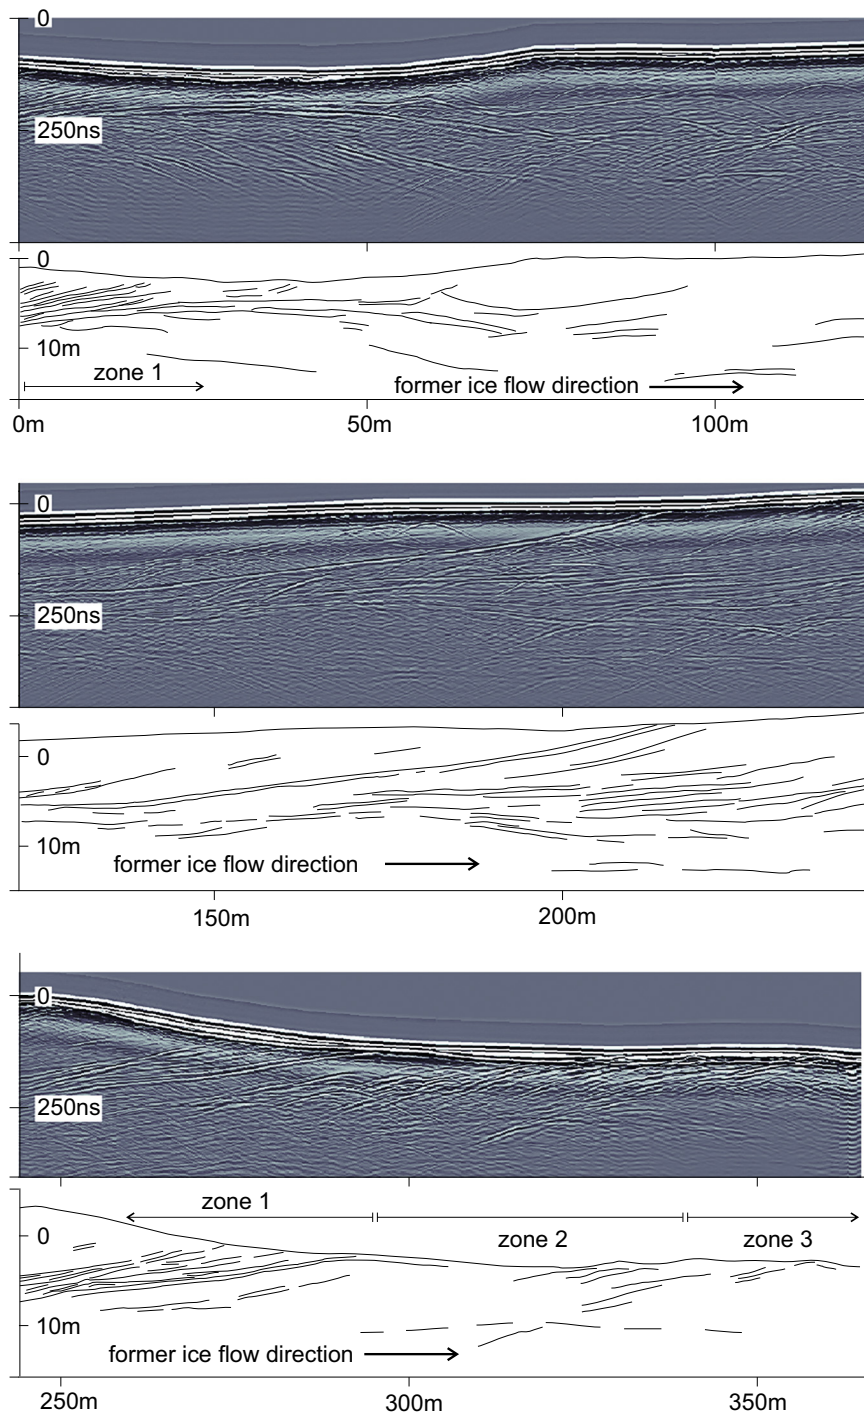 0
250ns
0
10m
zone 1
former ice flow direction
0m 50m 100m
0
250ns
0
10m
former ice flow direction
150m 200m
0
250ns
zone 1
0
zone 2 zone 3
10m
former ice flow direction
250m 300m 350m